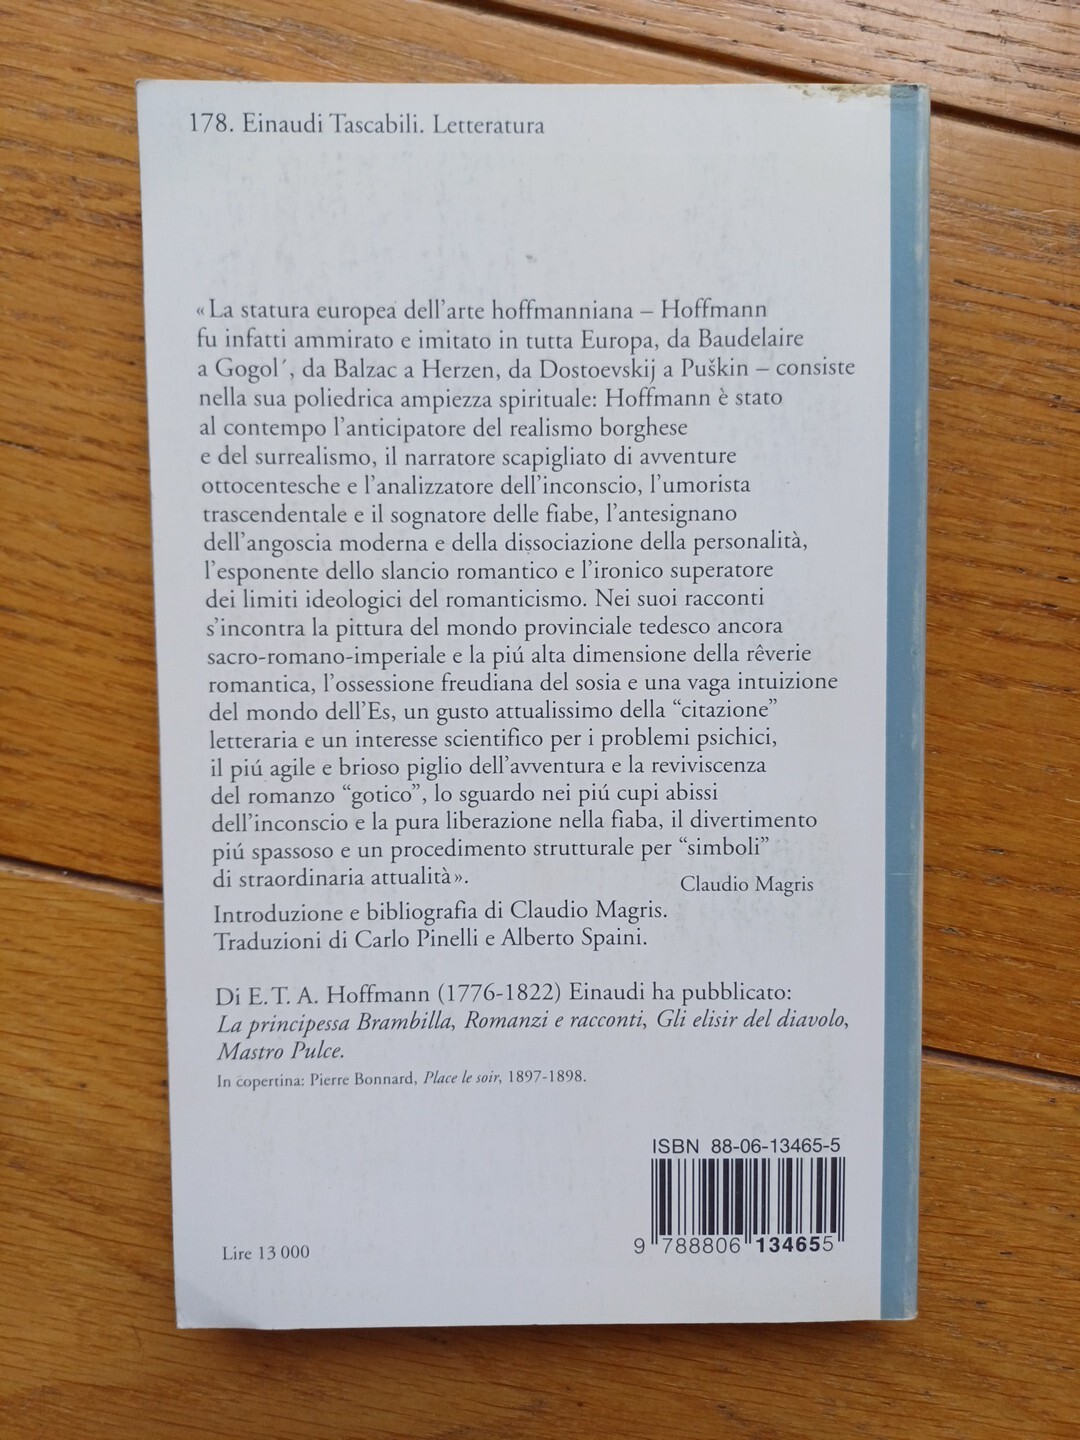 178. Einaudi Tascabili. Letteratura
« La statura europea dell'arte hoffmanniana – Hoffmann
fu infatti ammirato e imitato in tutta Europa, da Baudelaire
a Gogol´, da Balzac a Herzen, da Dostoevskij a Puškin – consiste
nella sua poliedrica ampiezza spirituale: Hoffmann è stato
al contempo l'anticipatore del realismo borghese
e del surrealismo, il narratore scapigliato di avventure
ottocentesche e l'analizzatore dell'inconscio, l'umorista
trascendentale e il sognatore delle fiabe, l'antesignano
dell'angoscia moderna e della dissociazione della personalità,
l'esponente dello slancio romantico e l'ironico superatore
dei limiti ideologici del romanticismo. Nei suoi racconti
s'incontra la pittura del mondo provinciale tedesco ancora
sacro-romano-imperiale e la piú alta dimensione della rêverie
romantica, l'ossessione freudiana del sosia e una vaga intuizione
del mondo dell'Es, un gusto attualissimo della “citazione”
letteraria e un interesse scientifico per i problemi psichici,
il piú agile e brioso piglio dell'avventura e la reviviscenza
del romanzo “gotico”, lo sguardo nei piú cupi abissi
dell'inconscio e la pura liberazione nella fiaba, il divertimento
piú spassoso e un procedimento strutturale per “simboli”
di straordinaria attualità».
Claudio Magris
Introduzione e bibliografia di Claudio Magris.
Traduzioni di Carlo Pinelli e Alberto Spaini.
Di E. T. A. Hoffmann (1776-1822) Einaudi ha pubblicato:
La principessa Brambilla, Romanzi e racconti, Gli elisir del diavolo,
Mastro Pulce.
In copertina: Pierre Bonnard, Place le soir, 1897-1898.
ISBN 88-06-13465-5
9 788806 134655
Lire 13 000